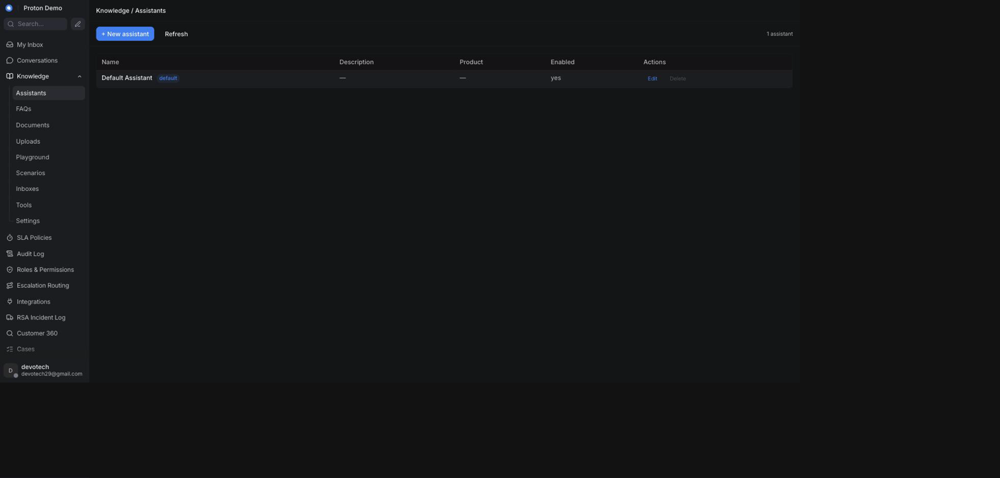 Proton Demo
Search...
My Inbox
Conversations
Knowledge
Assistants
FAQs
Documents
Uploads
Playground
Scenarios
Inboxes
Tools
Settings
SLA Policies
Audit Log
Roles & Permissions
Escalation Routing
Integrations
RSA Incident Log
Customer 360
Cases
D
devotech
devotech29@gmail.com
Knowledge / Assistants
+ New assistant Refresh 1 assistant
Name Description Product Enabled Actions
Default Assistant default — — yes Edit Delete